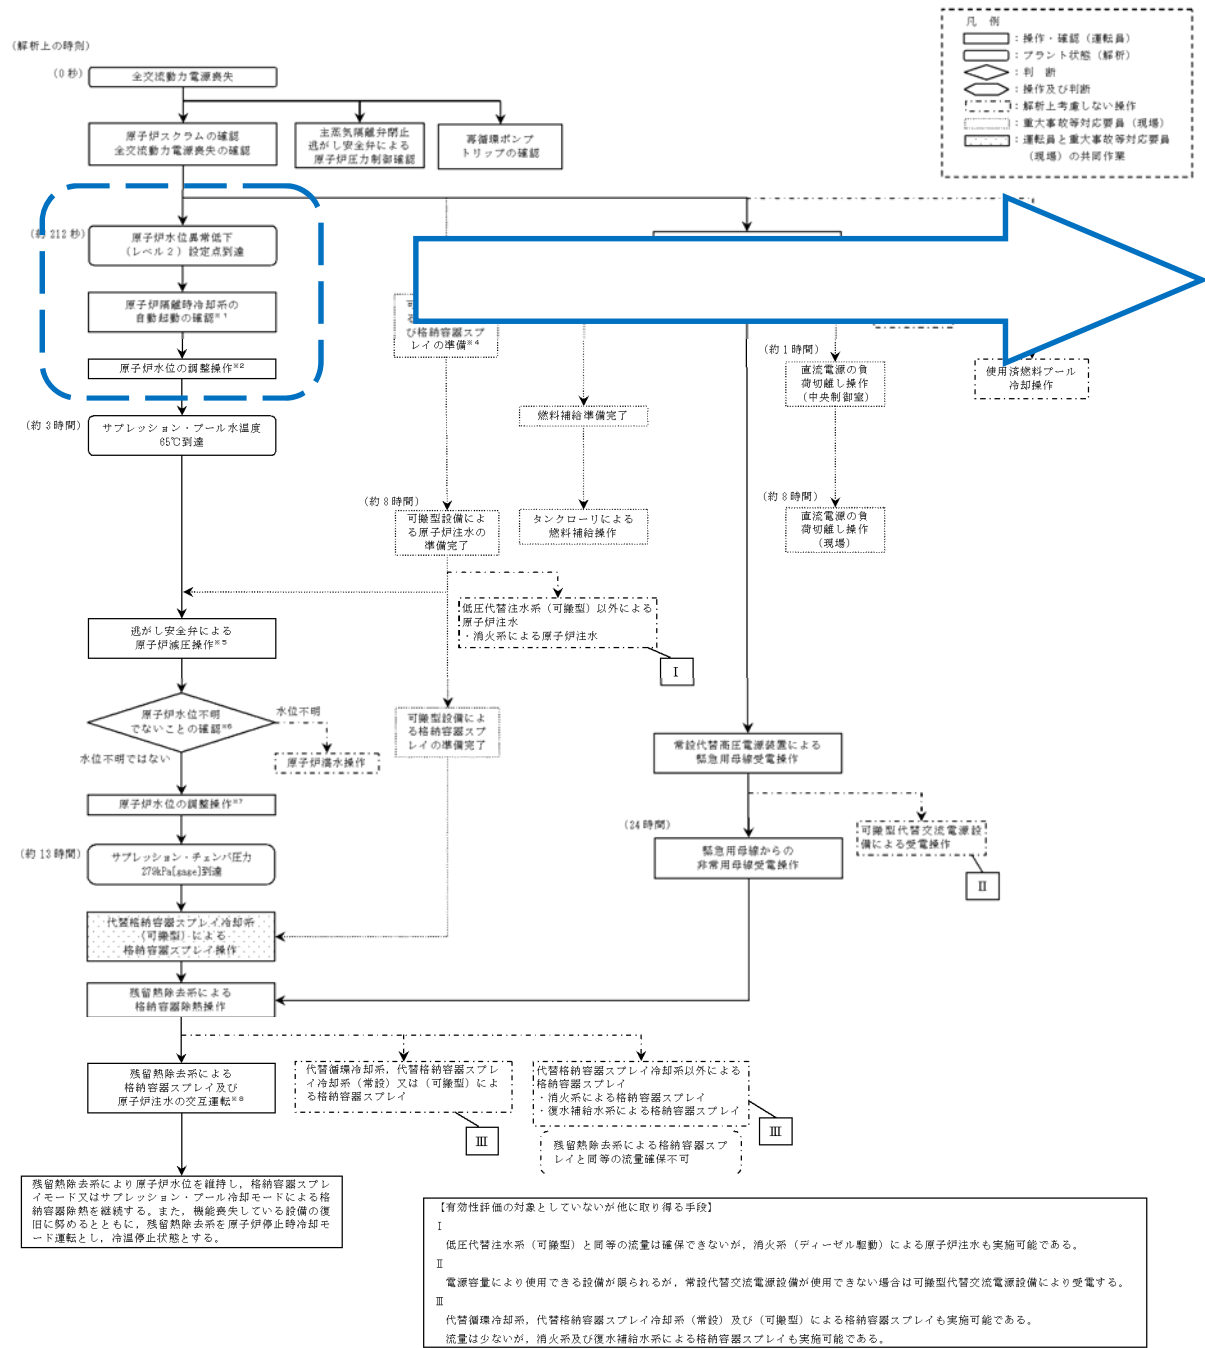 凡 例
：操作・確認（運転員）
：プラント状態（解析）
：判 断
：操作及び判断
：解析上考慮しない操作
：重大事故等対応要員（現場）
：運転員と重大事故等対応要員
（現場）の共同作業
（解析上の時刻）
（0秒）
全交流動力電源喪失
原子炉スクラムの確認
全交流動力電源喪失の確認
主蒸気隔離弁閉止
逃がし安全弁による
原子炉圧力制御確認
再循環ポンプ
トリップの確認
（約212秒）
原子炉水位異常低下
（レベル２）設定点到達
原子炉隔離時冷却系の
自動起動の確認※１
原子炉水位の調整操作※２
び格納容器スプ
レイの準備※４
（約1時間）
直流電源の負
荷切離し操作
（中央制御室）
使用済燃料プール
冷却操作
（約3時間）
サプレッション・プール水温度
65℃到達
燃料補給準備完了
（約8時間）
可搬型設備によ
る原子炉注水の
準備完了
タンクローリによる
燃料補給操作
（約8時間）
直流電源の負
荷切離し操作
（現場）
低圧代替注水系（可搬型）以外による
原子炉注水
・消火系による原子炉注水
Ⅰ
逃がし安全弁による
原子炉減圧操作※５
原子炉水位不明
でないことの確認※６
水位不明
水位不明ではない
原子炉満水操作
可搬型設備によ
る格納容器スプ
レイの準備完了
常設代替高圧電源装置による
緊急用母線受電操作
原子炉水位の調整操作※７
（24時間）
緊急用母線からの
非常用母線受電操作
可搬型代替交流電源設
備による受電操作
Ⅱ
（約13時間）
サプレッション・チェンバ圧力
279kPa[gage]到達
代替格納容器スプレイ冷却系
（可搬型）による
格納容器スプレイ操作
残留熱除去系による
格納容器除熱操作
残留熱除去系による
格納容器スプレイ及び
原子炉注水の交互運転※８
代替循環冷却系，代替格納容器スプレ
イ冷却系（常設）又は（可搬型）によ
る格納容器スプレイ
Ⅲ
代替格納容器スプレイ冷却系以外による
格納容器スプレイ
・消火系による格納容器スプレイ
・復水補給水系による格納容器スプレイ
Ⅲ
残留熱除去系による格納容器スプ
レイと同等の流量確保不可
残留熱除去系により原子炉水位を維持し，格納容器スプレ
イモード又はサプレッション・プール冷却モードによる格
納容器除熱を継続する。また，機能喪失している設備の復
旧に努めるとともに，残留熱除去系を原子炉停止時冷却モ
ード運転とし，冷温停止状態とする。
【有効性評価の対象としていないが他に取り得る手段】
Ⅰ
低圧代替注水系（可搬型）と同等の流量は確保できないが，消火系（ディーゼル駆動）による原子炉注水も実施可能である。
Ⅱ
電源容量により使用できる設備が限られるが，常設代替交流電源設備が使用できない場合は可搬型代替交流電源設備により受電する。
Ⅲ
代替循環冷却系，代替格納容器スプレイ冷却系（常設）及び（可搬型）による格納容器スプレイも実施可能である。
流量は少ないが，消火系及び復水補給水系による格納容器スプレイも実施可能である。